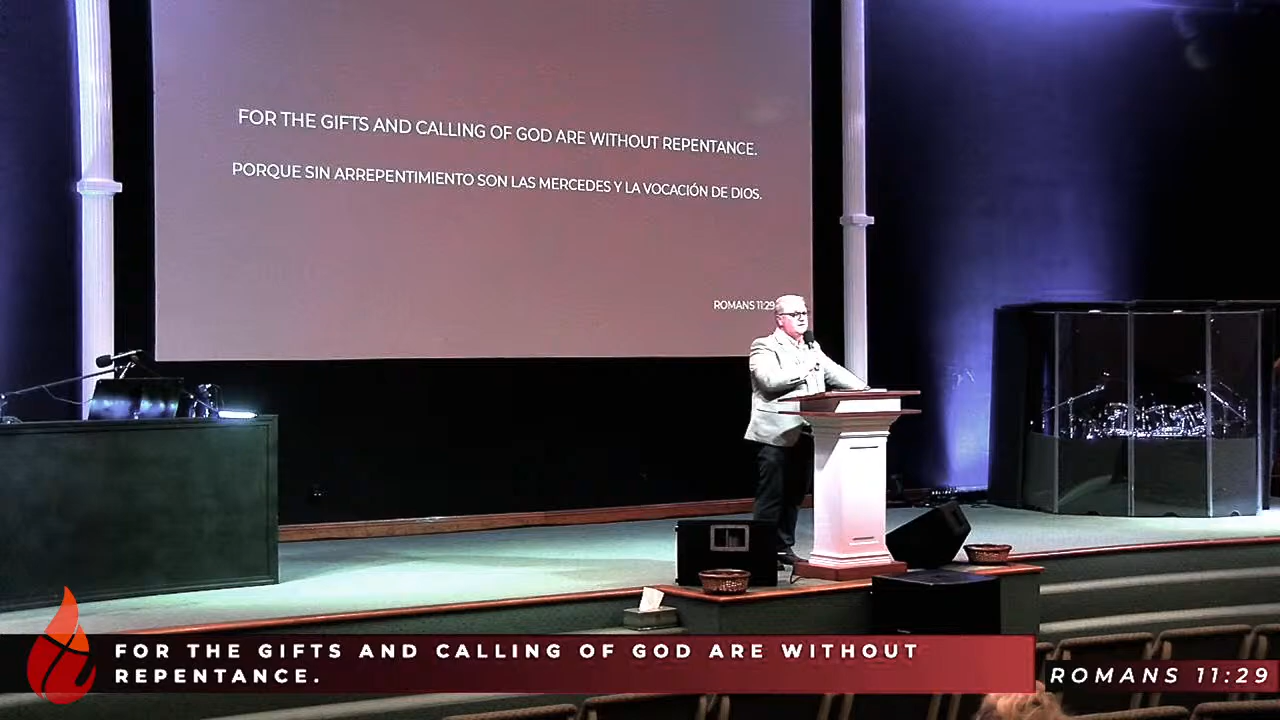 FOR THE GIFTS AND CALLING OF GOD ARE WITHOUT REPENTANCE.
PORQUE SIN ARREPENTIMIENTO SON LAS MERCEDES Y LA VOCACIÓN DE DIOS.
ROMANS 11:29
FOR THE GIFTS AND CALLING OF GOD ARE WITHOUT
REPENTANCE.
ROMANS 11:29